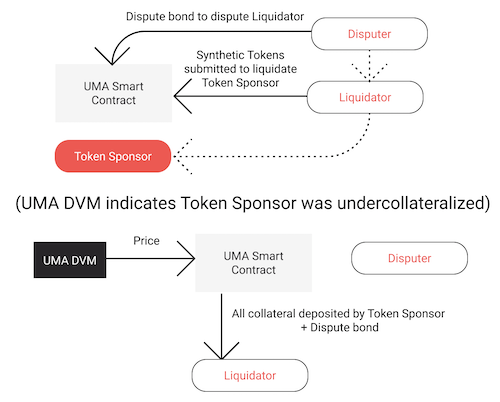 Dispute bond to dispute Liquidator
Disputer
Synthetic Tokens
submitted to liquidate
Token Sponsor
UMA Smart
Contract
Liquidator
Token Sponsor
(UMA DVM indicates Token Sponsor was undercollateralized)
Price
UMA DVM
UMA Smart
Contract
Disputer
All collateral deposited by Token Sponsor
+ Dispute bond
Liquidator